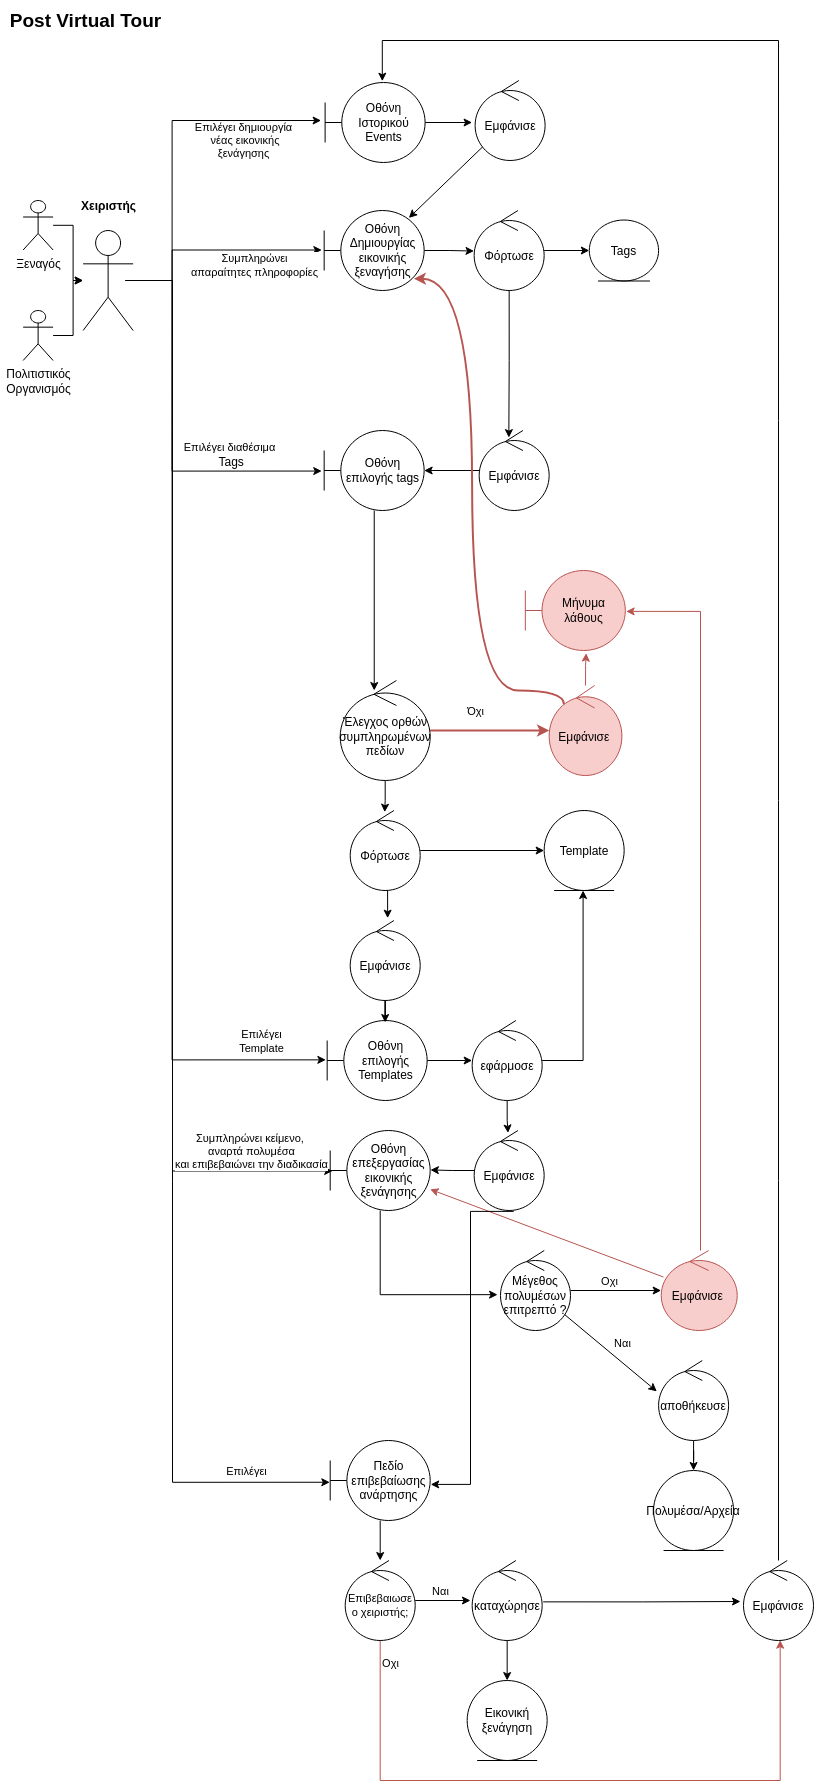 Post Virtual Tour
Οθόνη
Ιστορικού
Events
Εμφάνισε
Επιλέγει δημιουργία
νέας εικονικής
ξενάγησης
Χειριστής
Ξεναγός
Πολιτιστικός
Οργανισμός
Συμπληρώνει
απαραίτητες πληροφορίες
Οθόνη
Δημιουργίας
εικονικής
ξεναγήσης
Φόρτωσε
Tags
Επιλέγει διαθέσιμα
Tags
Οθόνη
επιλογής tags
Εμφάνισε
Μήνυμα
λάθους
Έλεγχος ορθών
συμπληρωμένων
πεδίων
Όχι
Εμφάνισε
Φόρτωσε
Template
Εμφάνισε
Επιλέγει
Template
Οθόνη
επιλογής
Templates
εφάρμοσε
Συμπληρώνει κείμενο,
αναρτά πολυμέσα
και επιβεβαιώνει την διαδικασία
Οθόνη
επεξεργασίας
εικονικής
ξενάγησης
Εμφάνισε
Μέγεθος
πολυμέσων
επιτρεπτό ?
Οχι
Εμφάνισε
Ναι
αποθήκευσε
Πολυμέσα/Αρχεία
Επιλέγει
Πεδίο
επιβεβαίωσης
ανάρτησης
Επιβεβαιωσε
ο χειριστής;
Ναι
καταχώρησε
Εμφάνισε
Οχι
Εικονική
ξενάγηση